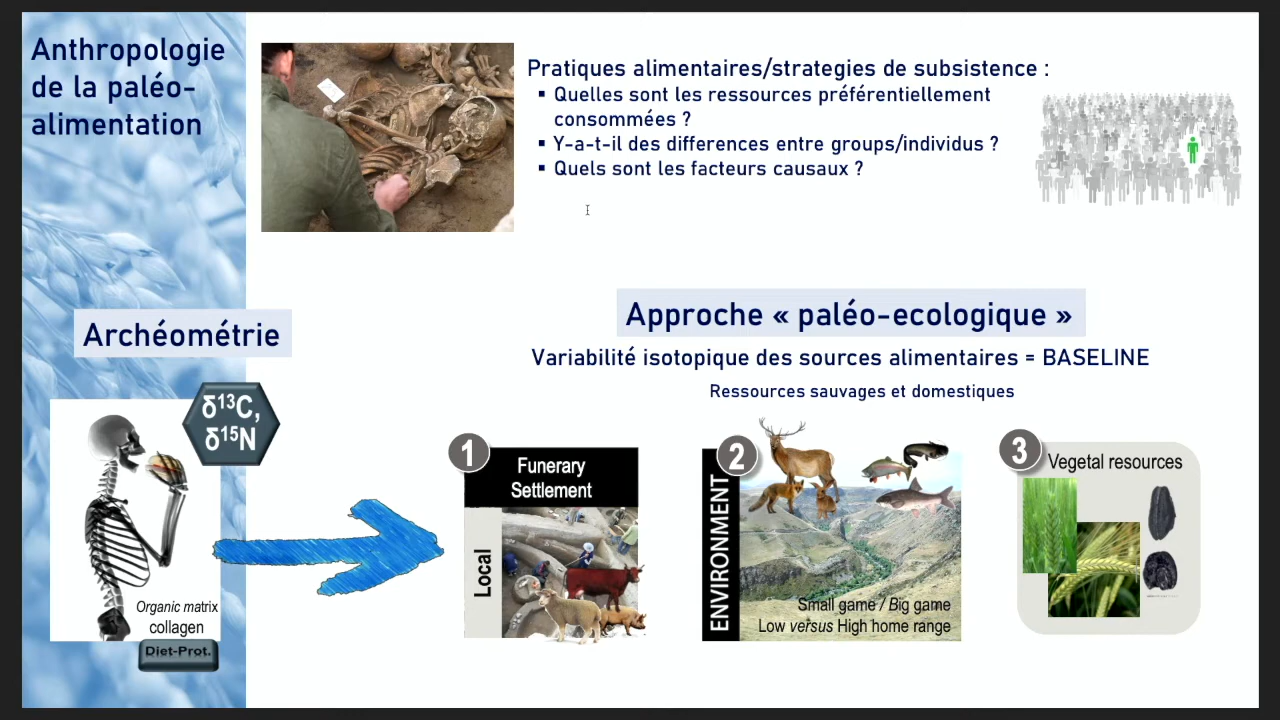 Anthropologie
de la paléo-
alimentation
Pratiques alimentaires/strategies de subsistence :
▪ Quelles sont les ressources préférentiellement
consommées ?
▪ Y-a-t-il des differences entre groups/individus ?
▪ Quels sont les facteurs causaux ?
Archéométrie
δ¹³C,
δ¹⁵N
Organic matrix
collagen
Diet-Prot.
Approche « paléo-ecologique »
Variabilité isotopique des sources alimentaires = BASELINE
Ressources sauvages et domestiques
1
Funerary
Settlement
Local
2
ENVIRONMENT
Small game / Big game
Low versus High home range
3
Vegetal resources